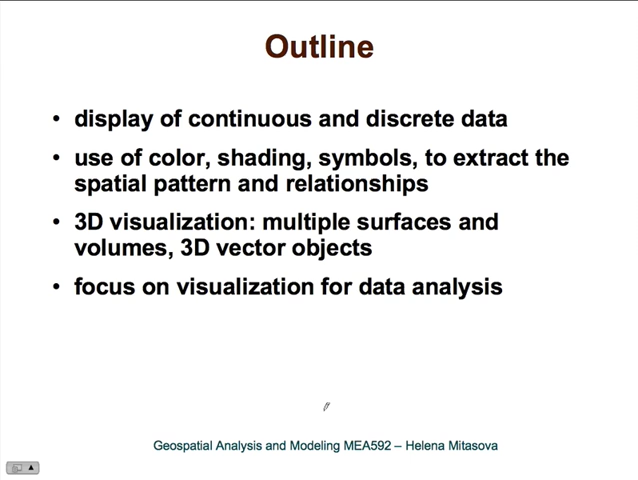 Outline
• display of continuous and discrete data
• use of color, shading, symbols, to extract the
spatial pattern and relationships
• 3D visualization: multiple surfaces and
volumes, 3D vector objects
• focus on visualization for data analysis
Geospatial Analysis and Modeling MEA592 – Helena Mitasova